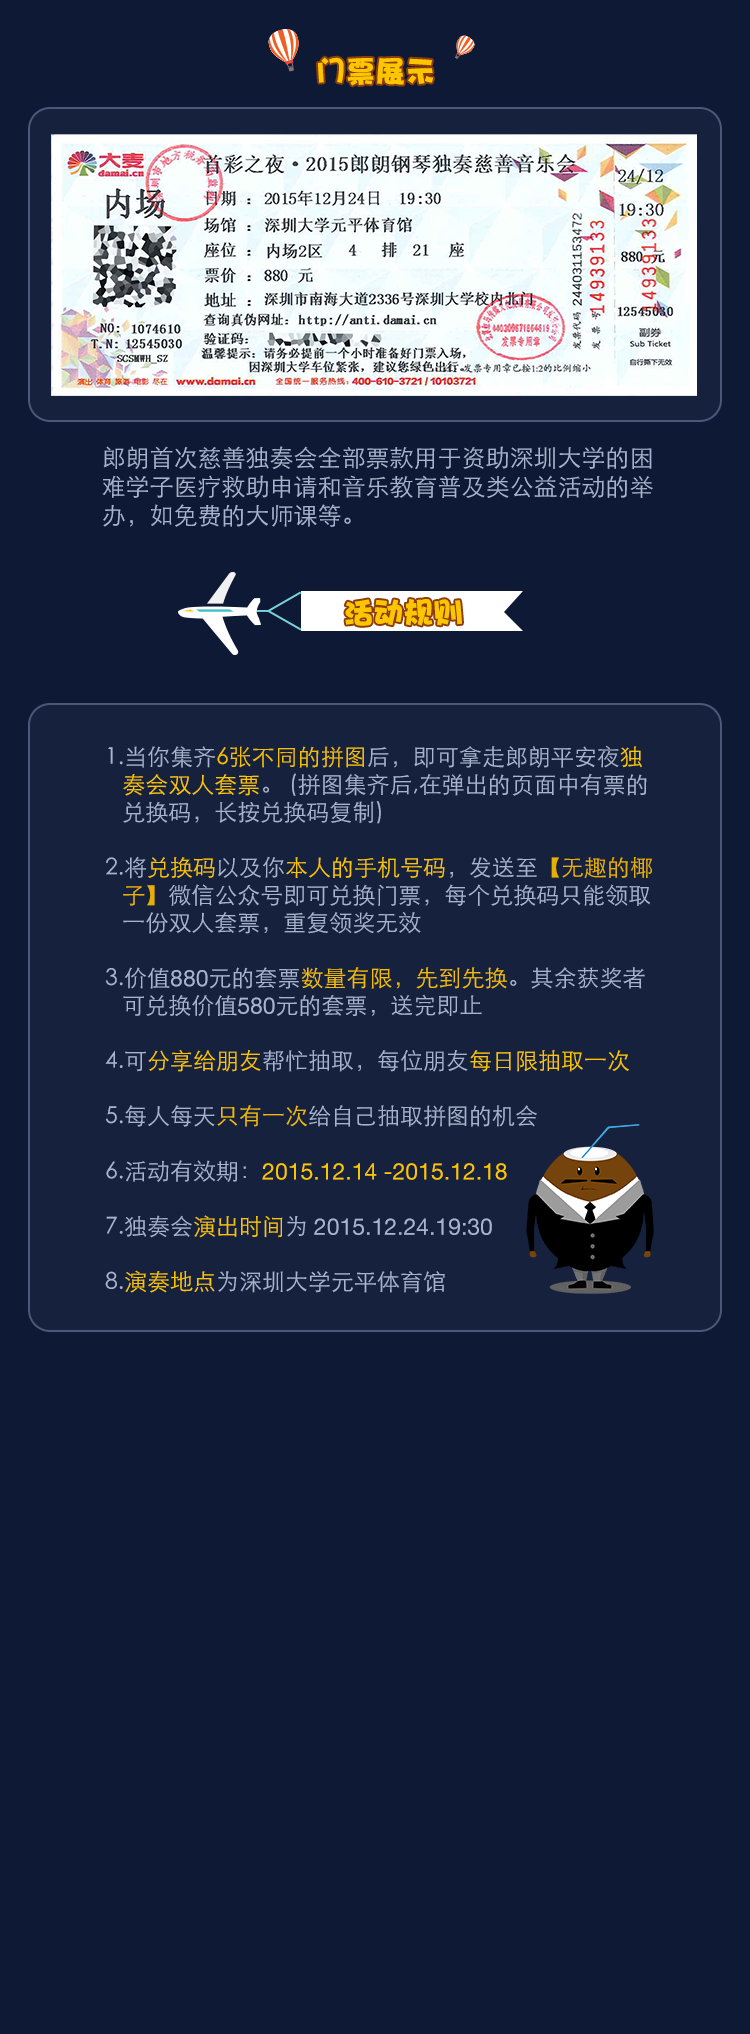 门票展示
大麦
damai.cn
首彩之夜·2015郎朗钢琴独奏慈善音乐会
内场
日期 : 2015年12月24日 19:30
场馆 : 深圳大学元平体育馆
座位 : 内场2区 4 排 21 座
票价 : 880 元
地址 : 深圳市南海大道2336号深圳大学校内北门
查询真伪网址: http://anti.damai.cn
验证码:
NO: 1074610
T.N: 12545030
SCSMWH_SZ
温馨提示: 请务必提前一个小时准备好门票入场,
因深圳大学车位紧张, 建议您绿色出行。
发票专用章已按1:2的比例缩小
演出 体育 旅游 电影 尽在 www.damai.cn 全国统一服务热线: 400-610-3721 / 10103721
发票专用章
发票代码 244031153472
发票号 14939133
24/12
19:30
880 元
14939133
12545030
副券
Sub Ticket
自行撕下无效
郎朗首次慈善独奏会全部票款用于资助深圳大学的困
难学子医疗救助申请和音乐教育普及类公益活动的举
办，如免费的大师课等。
活动规则
1.当你集齐6张不同的拼图后，即可拿走郎朗平安夜独
奏会双人套票。 (拼图集齐后,在弹出的页面中有票的
兑换码，长按兑换码复制)
2.将兑换码以及你本人的手机号码，发送至【无趣的椰
子】微信公众号即可兑换门票，每个兑换码只能领取
一份双人套票，重复领奖无效
3.价值880元的套票数量有限，先到先换。其余获奖者
可兑换价值580元的套票，送完即止
4.可分享给朋友帮忙抽取，每位朋友每日限抽取一次
5.每人每天只有一次给自己抽取拼图的机会
6.活动有效期：2015.12.14 -2015.12.18
7.独奏会演出时间为 2015.12.24.19:30
8.演奏地点为深圳大学元平体育馆